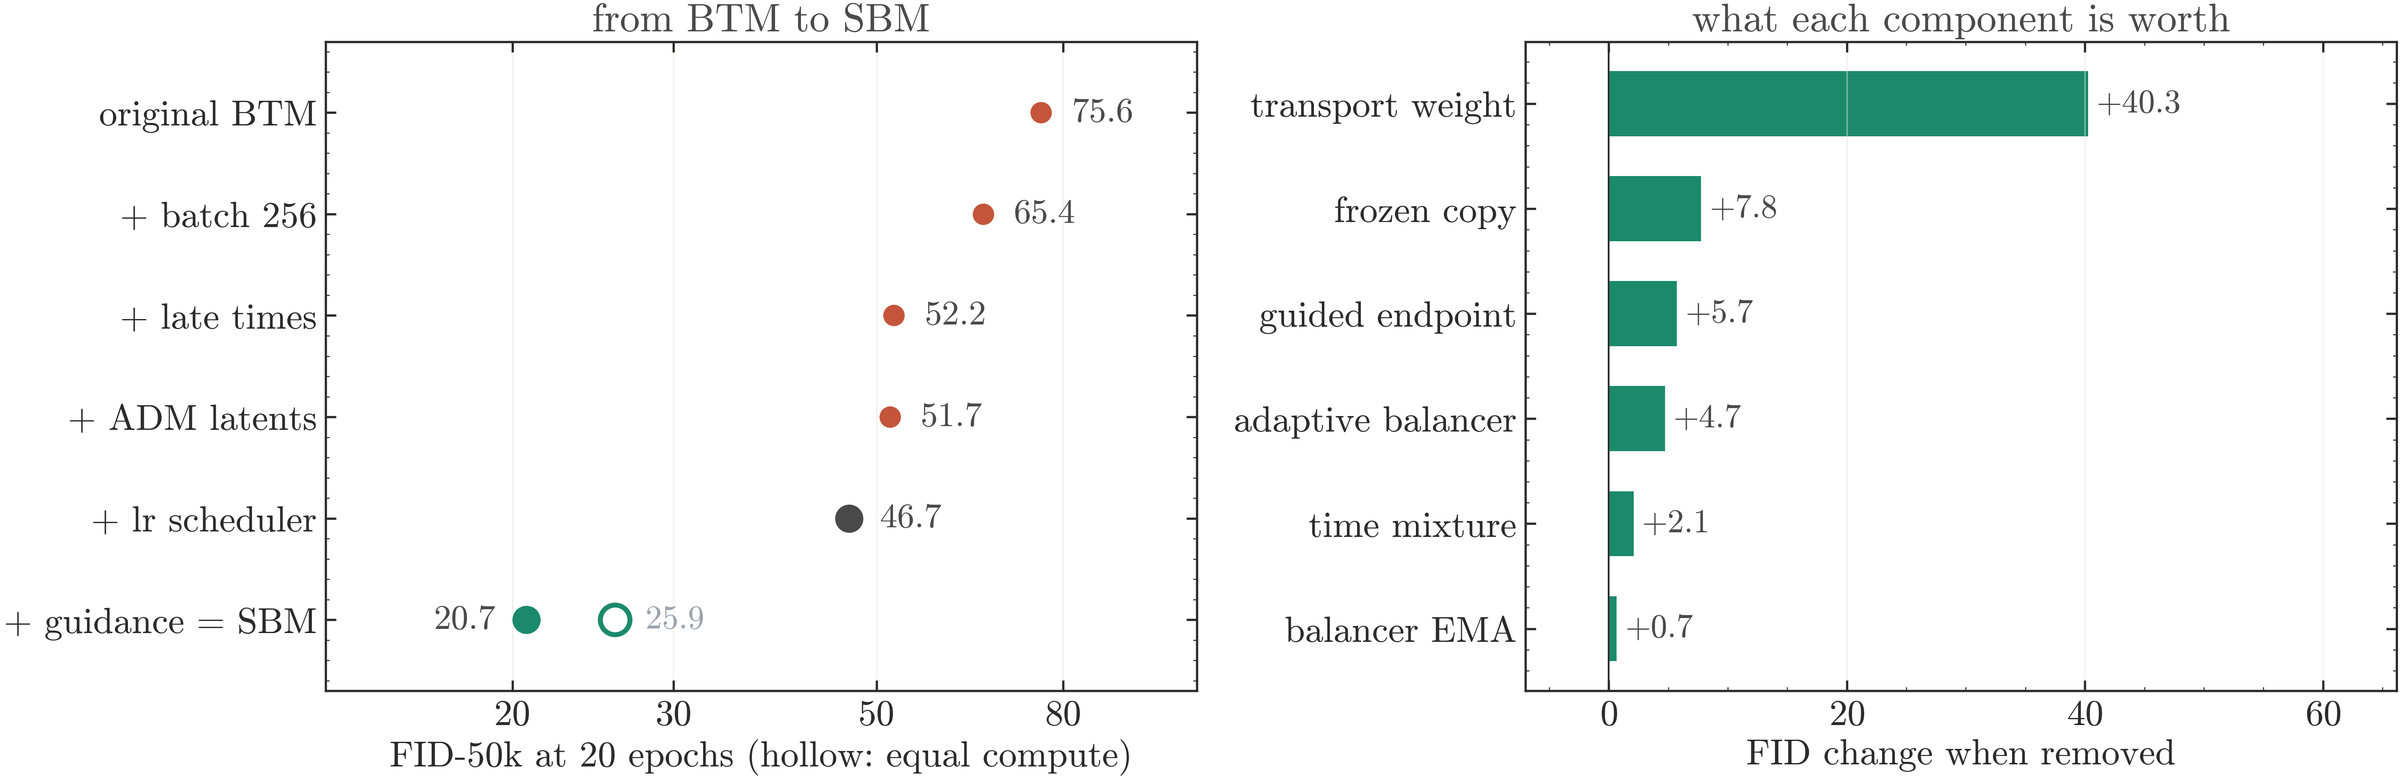 from BTM to SBM
original BTM
75.6
+ batch 256
65.4
+ late times
52.2
+ ADM latents
51.7
+ lr scheduler
46.7
+ guidance = SBM
20.7
25.9
20 30 50 80
FID-50k at 20 epochs (hollow: equal compute)
what each component is worth
transport weight
+40.3
frozen copy
+7.8
guided endpoint
+5.7
adaptive balancer
+4.7
time mixture
+2.1
balancer EMA
+0.7
0 20 40 60
FID change when removed